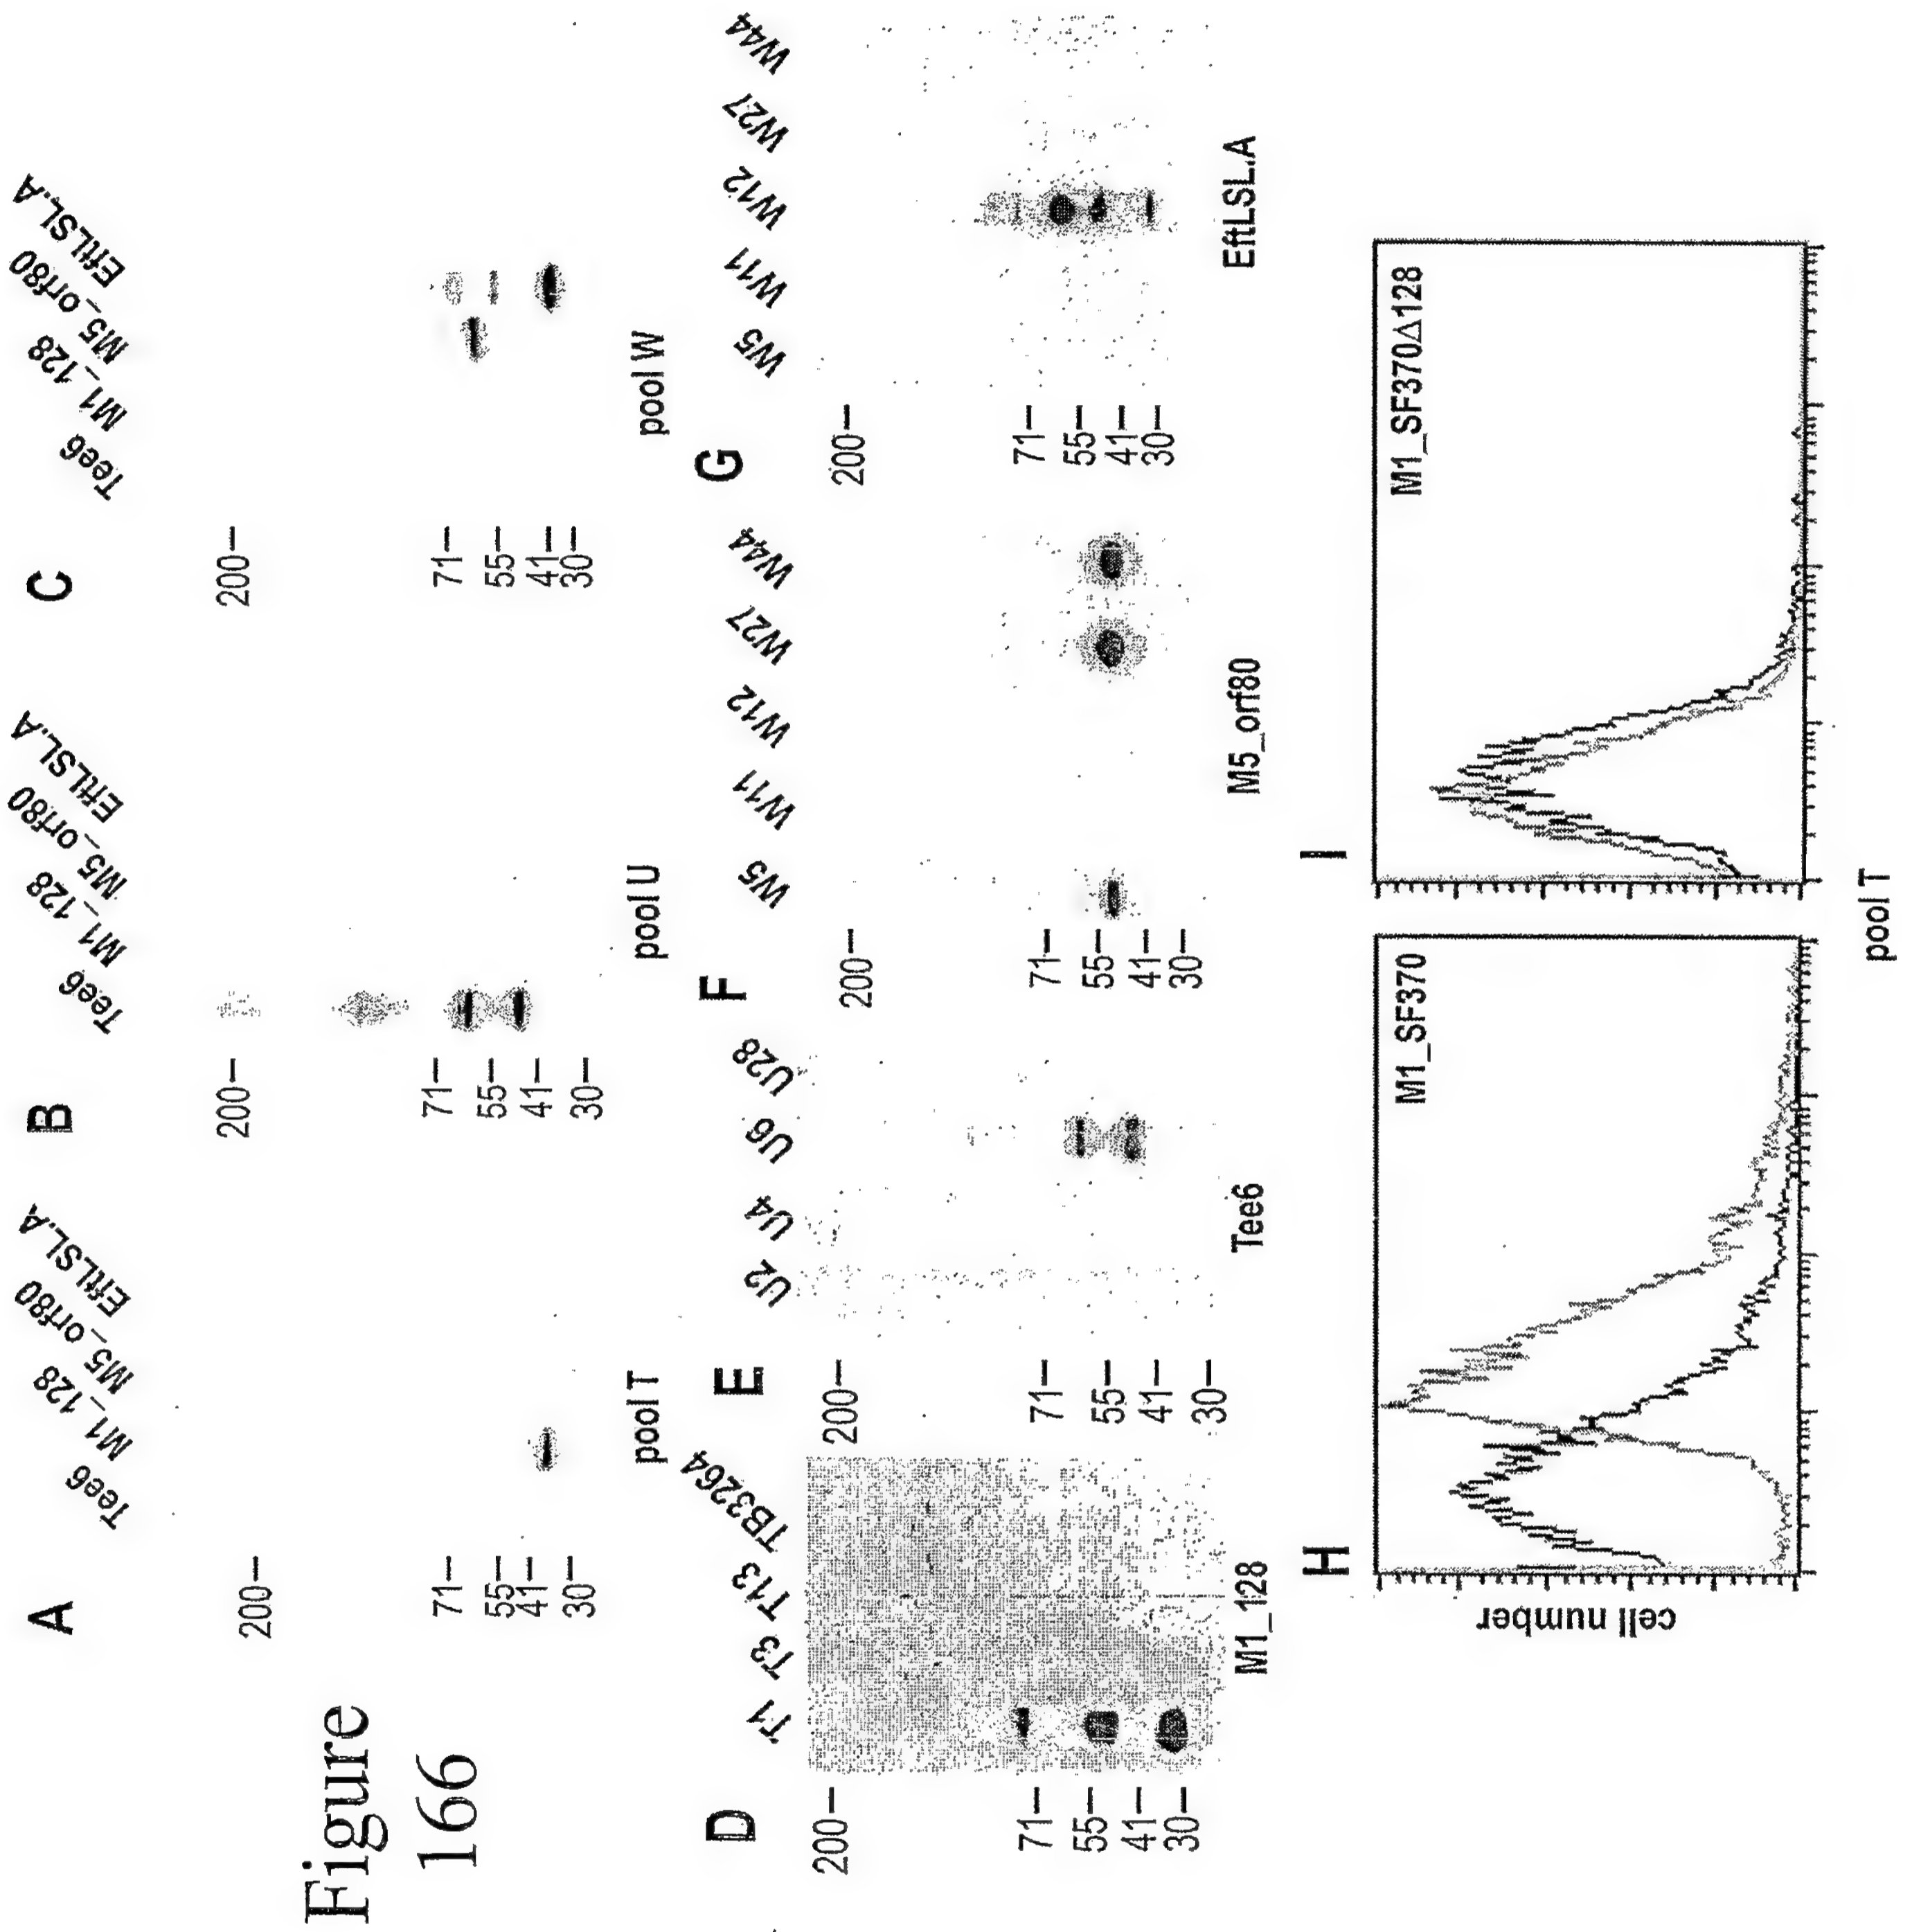 Figure
166
A
Tee6 M1_128 M5_orf80 EftLSL.A
200
71
55
41
30
pool T
B
Tee6 M1_128 M5_orf80 EftLSL.A
200
71
55
41
30
pool U
C
Tee6 M1_128 M5_orf80 EftLSL.A
200
71
55
41
30
pool W
D
T1 T3 T13 TB3264
200
71
55
41
30
M1_128
E
U2 U4 U6 U28
200
71
55
41
30
Tee6
F
W5 W11 W12 W27 W44
200
71
55
41
30
M5_orf80
G
W5 W11 W12 W27 W44
200
71
55
41
30
EftLSL.A
H
cell number
M1_SF370
I
M1_SF370Δ128
pool T